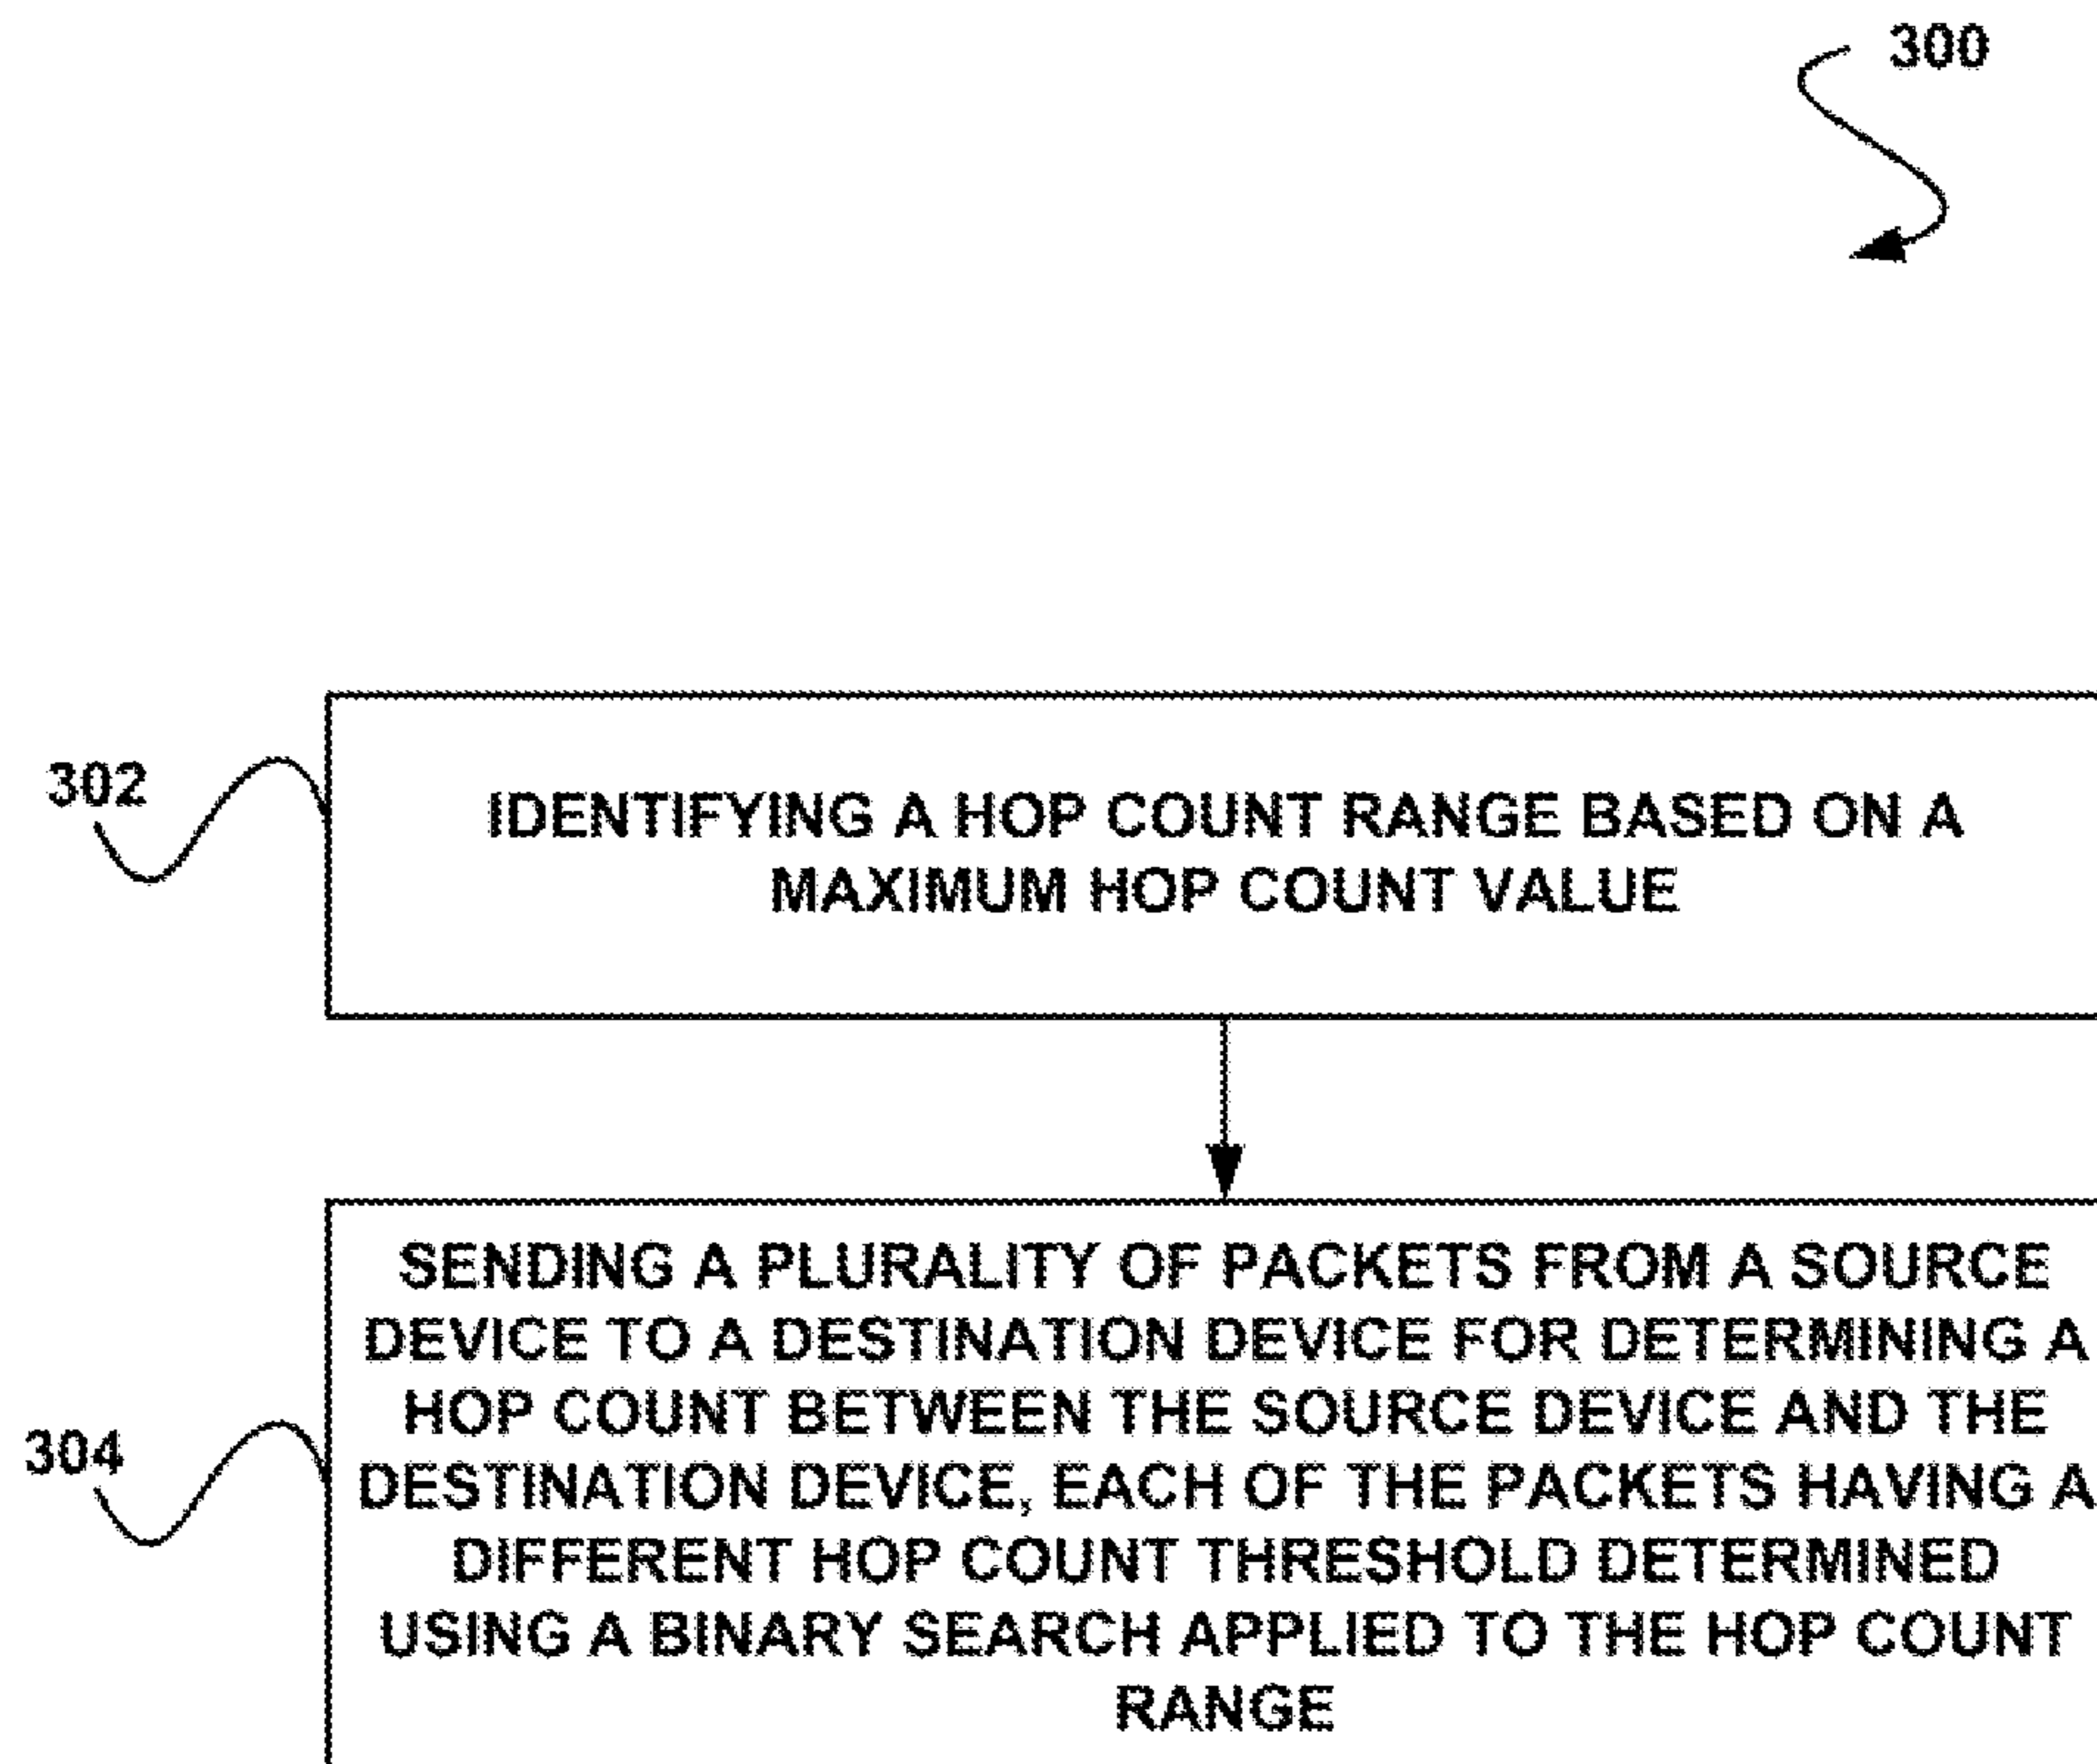 300
302
IDENTIFYING A HOP COUNT RANGE BASED ON A
MAXIMUM HOP COUNT VALUE
304
SENDING A PLURALITY OF PACKETS FROM A SOURCE
DEVICE TO A DESTINATION DEVICE FOR DETERMINING A
HOP COUNT BETWEEN THE SOURCE DEVICE AND THE
DESTINATION DEVICE, EACH OF THE PACKETS HAVING A
DIFFERENT HOP COUNT THRESHOLD DETERMINED
USING A BINARY SEARCH APPLIED TO THE HOP COUNT
RANGE